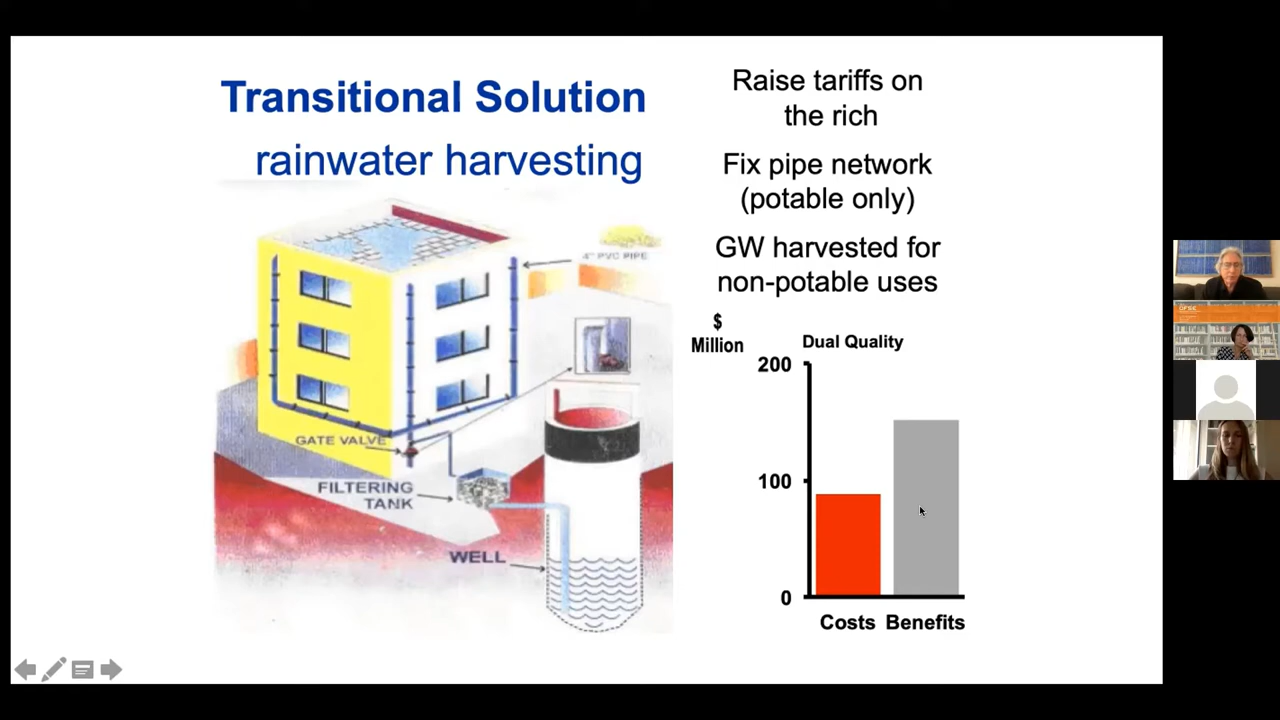 Transitional Solution
rainwater harvesting
Raise tariffs on
the rich
Fix pipe network
(potable only)
GW harvested for
non-potable uses
4" PVC PIPE
GATE VALVE
FILTERING
TANK
WELL
$
Million
Dual Quality
200
100
0
Costs Benefits